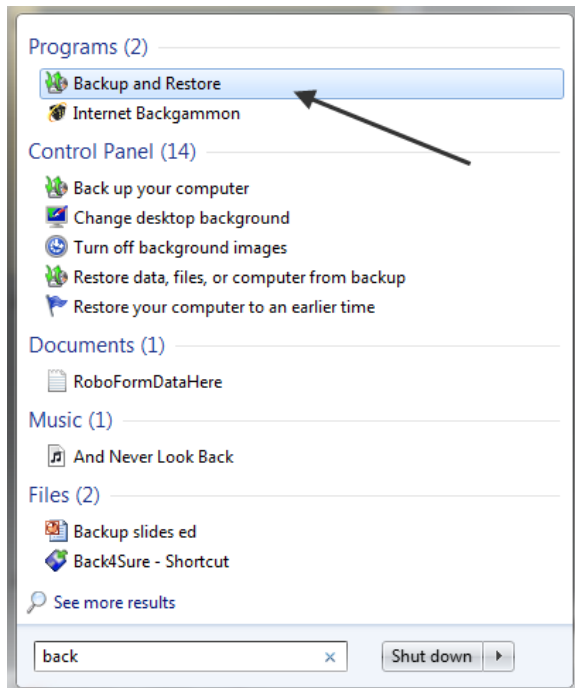 Programs (2)
Backup and Restore
Internet Backgammon
Control Panel (14)
Back up your computer
Change desktop background
Turn off background images
Restore data, files, or computer from backup
Restore your computer to an earlier time
Documents (1)
RoboFormDataHere
Music (1)
And Never Look Back
Files (2)
Backup slides ed
Back4Sure - Shortcut
See more results
back
Shut down